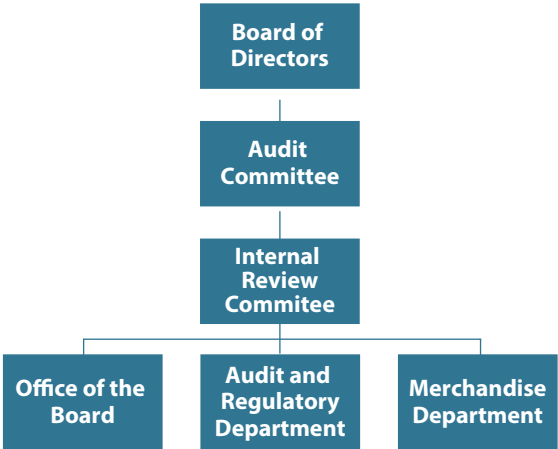 Board of
Directors
Audit
Committee
Internal
Review
Commitee
Office of the
Board
Audit and
Regulatory
Department
Merchandise
Department